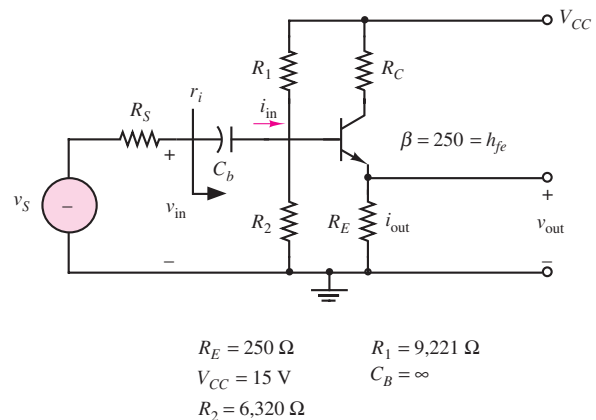 V_CC
R_1
R_C
r_i
i_in
R_S
+
β = 250 = h_fe
C_b
+
v_S
–
v_in
R_2
R_E
i_out
v_out
–
–
R_E = 250 Ω
R_1 = 9,221 Ω
V_CC = 15 V
C_B = ∞
R_2 = 6,320 Ω